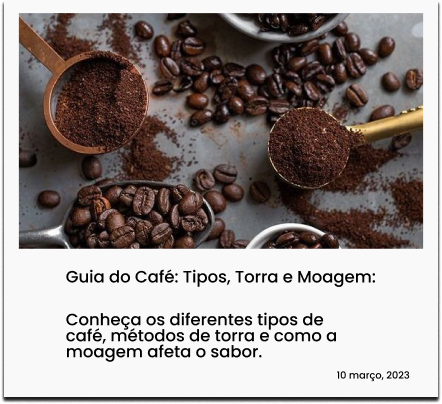 Guia do Café: Tipos, Torra e Moagem:
Conheça os diferentes tipos de
café, métodos de torra e como a
moagem afeta o sabor.
10 março, 2023